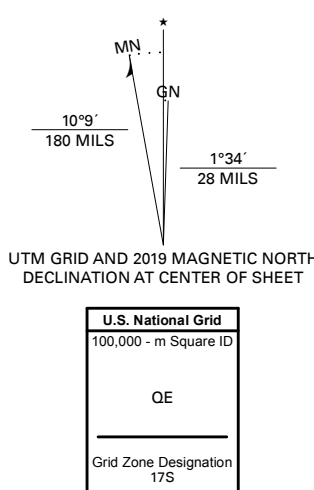 ★
MN
GN
10°9´
180 MILS
1°34´
28 MILS
UTM GRID AND 2019 MAGNETIC NORTH
DECLINATION AT CENTER OF SHEET
U.S. National Grid
100,000 - m Square ID
QE
Grid Zone Designation
17S